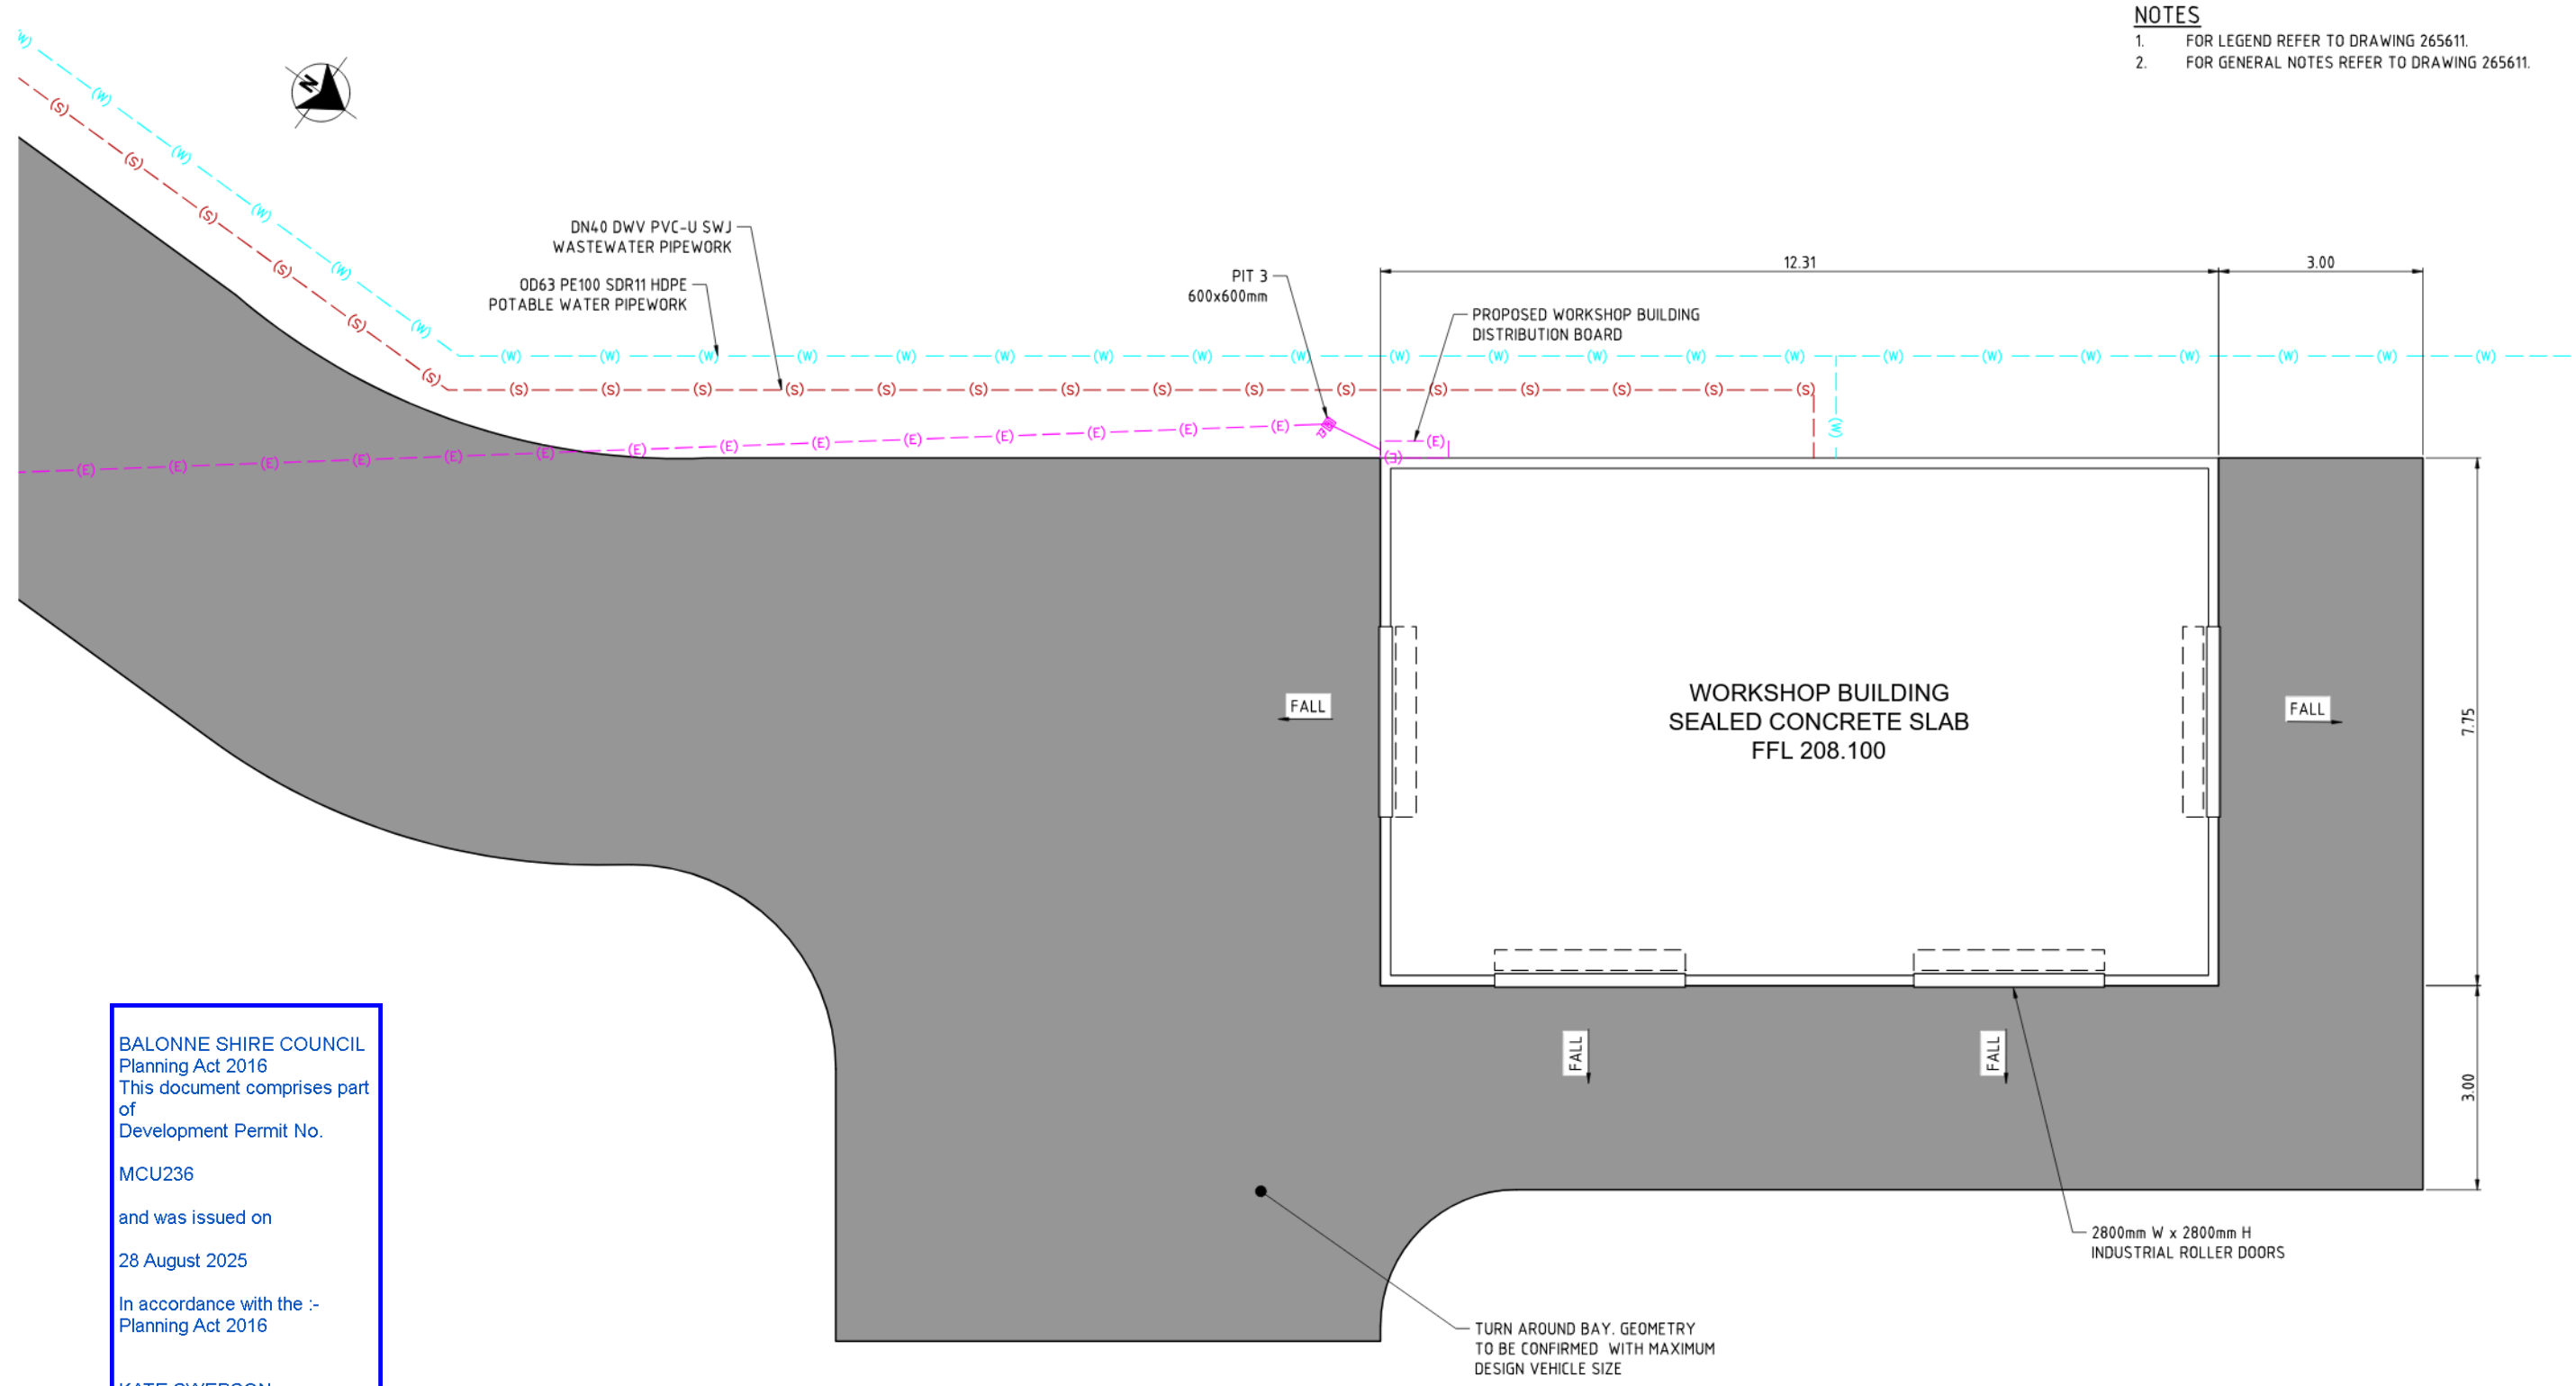 NOTES
1. FOR LEGEND REFER TO DRAWING 265611.
2. FOR GENERAL NOTES REFER TO DRAWING 265611.
N
DN40 DWV PVC-U SWJ
WASTEWATER PIPEWORK
OD63 PE100 SDR11 HDPE
POTABLE WATER PIPEWORK
PIT 3
600x600mm
PROPOSED WORKSHOP BUILDING
DISTRIBUTION BOARD
12.31
3.00
(W) (W) (W) (W) (W) (W)
(W) (W) (W) (W) (W) (W) (W) (W) (W) (W) (W) (W) (W) (W) (W) (W) (W) (W) (W) (W) (W)
(W)
(S) (S) (S) (S) (S) (S)
(S) (S) (S) (S) (S) (S) (S) (S) (S) (S) (S) (S) (S) (S) (S)
(E) (E) (E) (E) (E) (E) (E) (E) (E) (E) (E) (E) (E) (E)
(E)
(E)
WORKSHOP BUILDING
SEALED CONCRETE SLAB
FFL 208.100
FALL
FALL
FALL
FALL
7.75
3.00
2800mm W x 2800mm H
INDUSTRIAL ROLLER DOORS
TURN AROUND BAY. GEOMETRY
TO BE CONFIRMED WITH MAXIMUM
DESIGN VEHICLE SIZE
BALONNE SHIRE COUNCIL
Planning Act 2016
This document comprises part
of
Development Permit No.
MCU236
and was issued on
28 August 2025
In accordance with the :-
Planning Act 2016